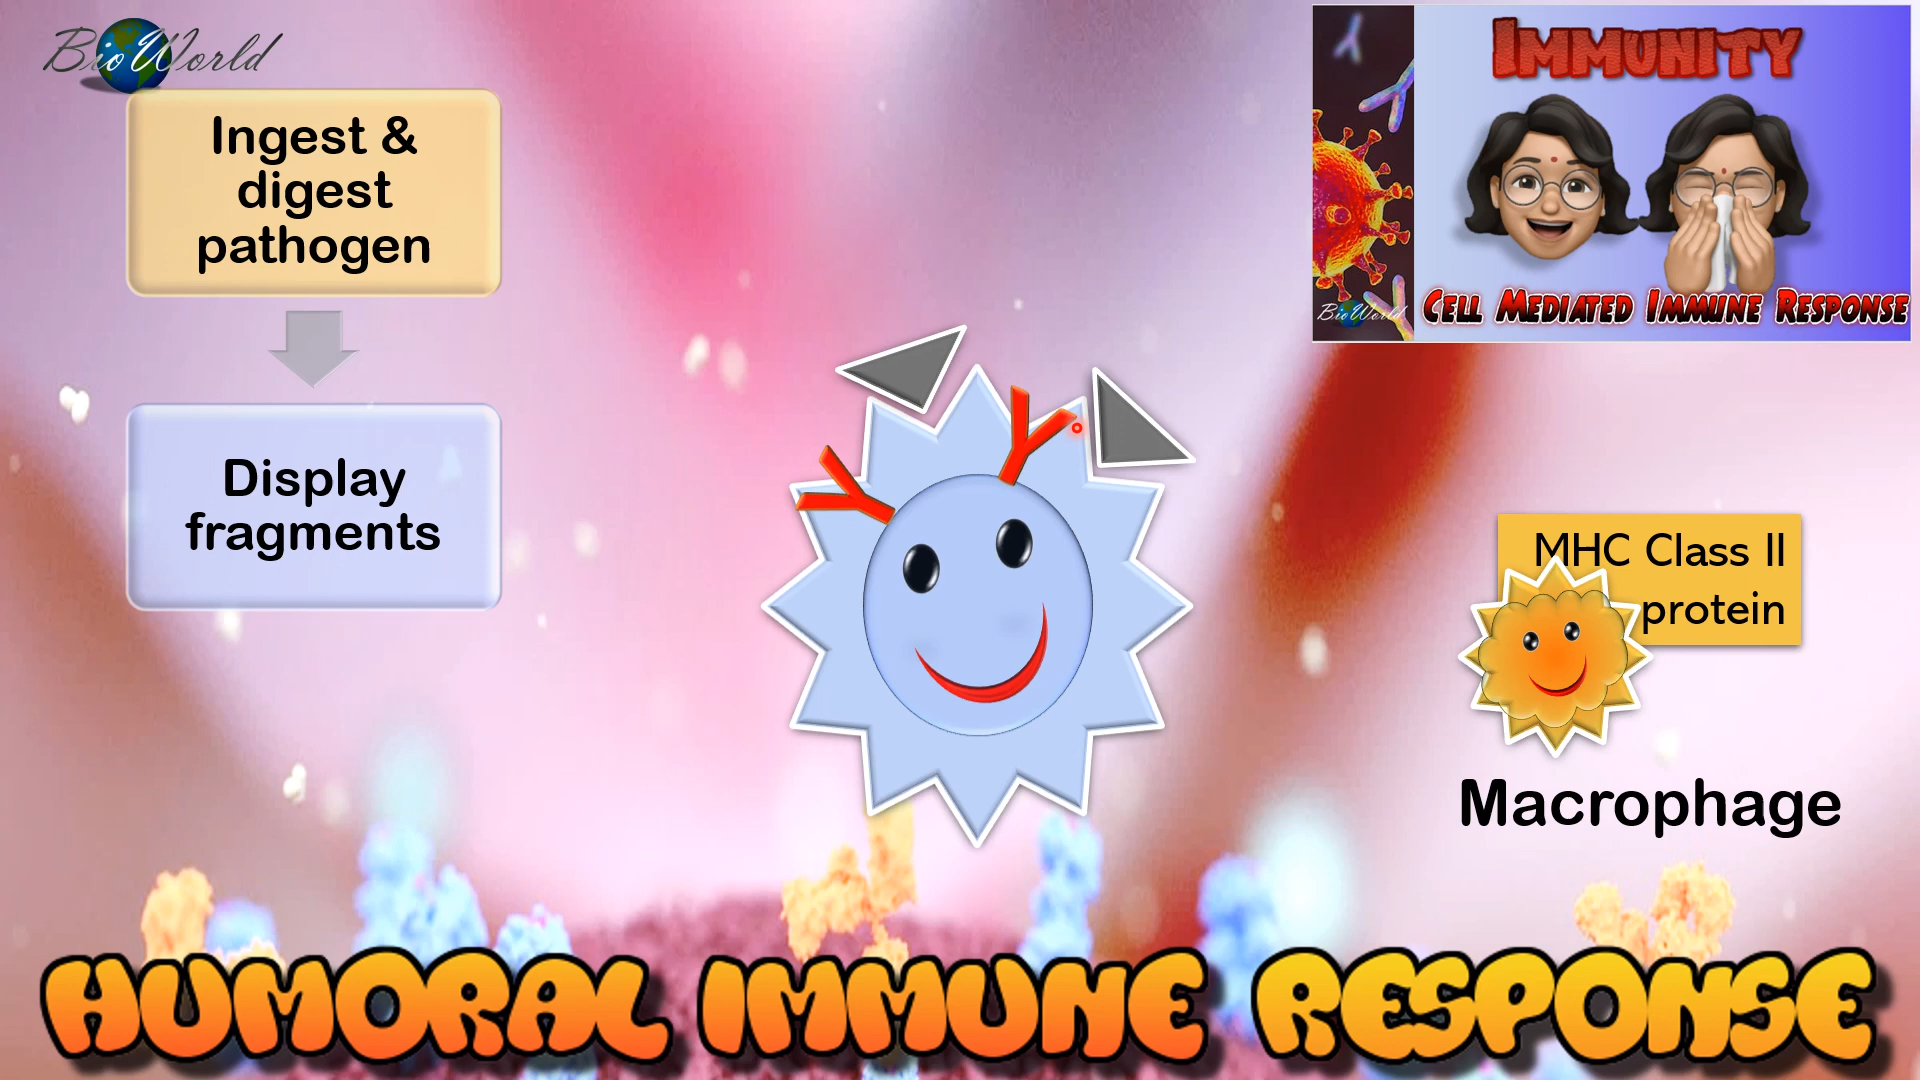 BioWorld
Ingest &
digest
pathogen
Display
fragments
IMMUNITY
BioWorld
CELL MEDIATED IMMUNE RESPONSE
MHC Class II
protein
Macrophage
HUMORAL IMMUNE RESPONSE